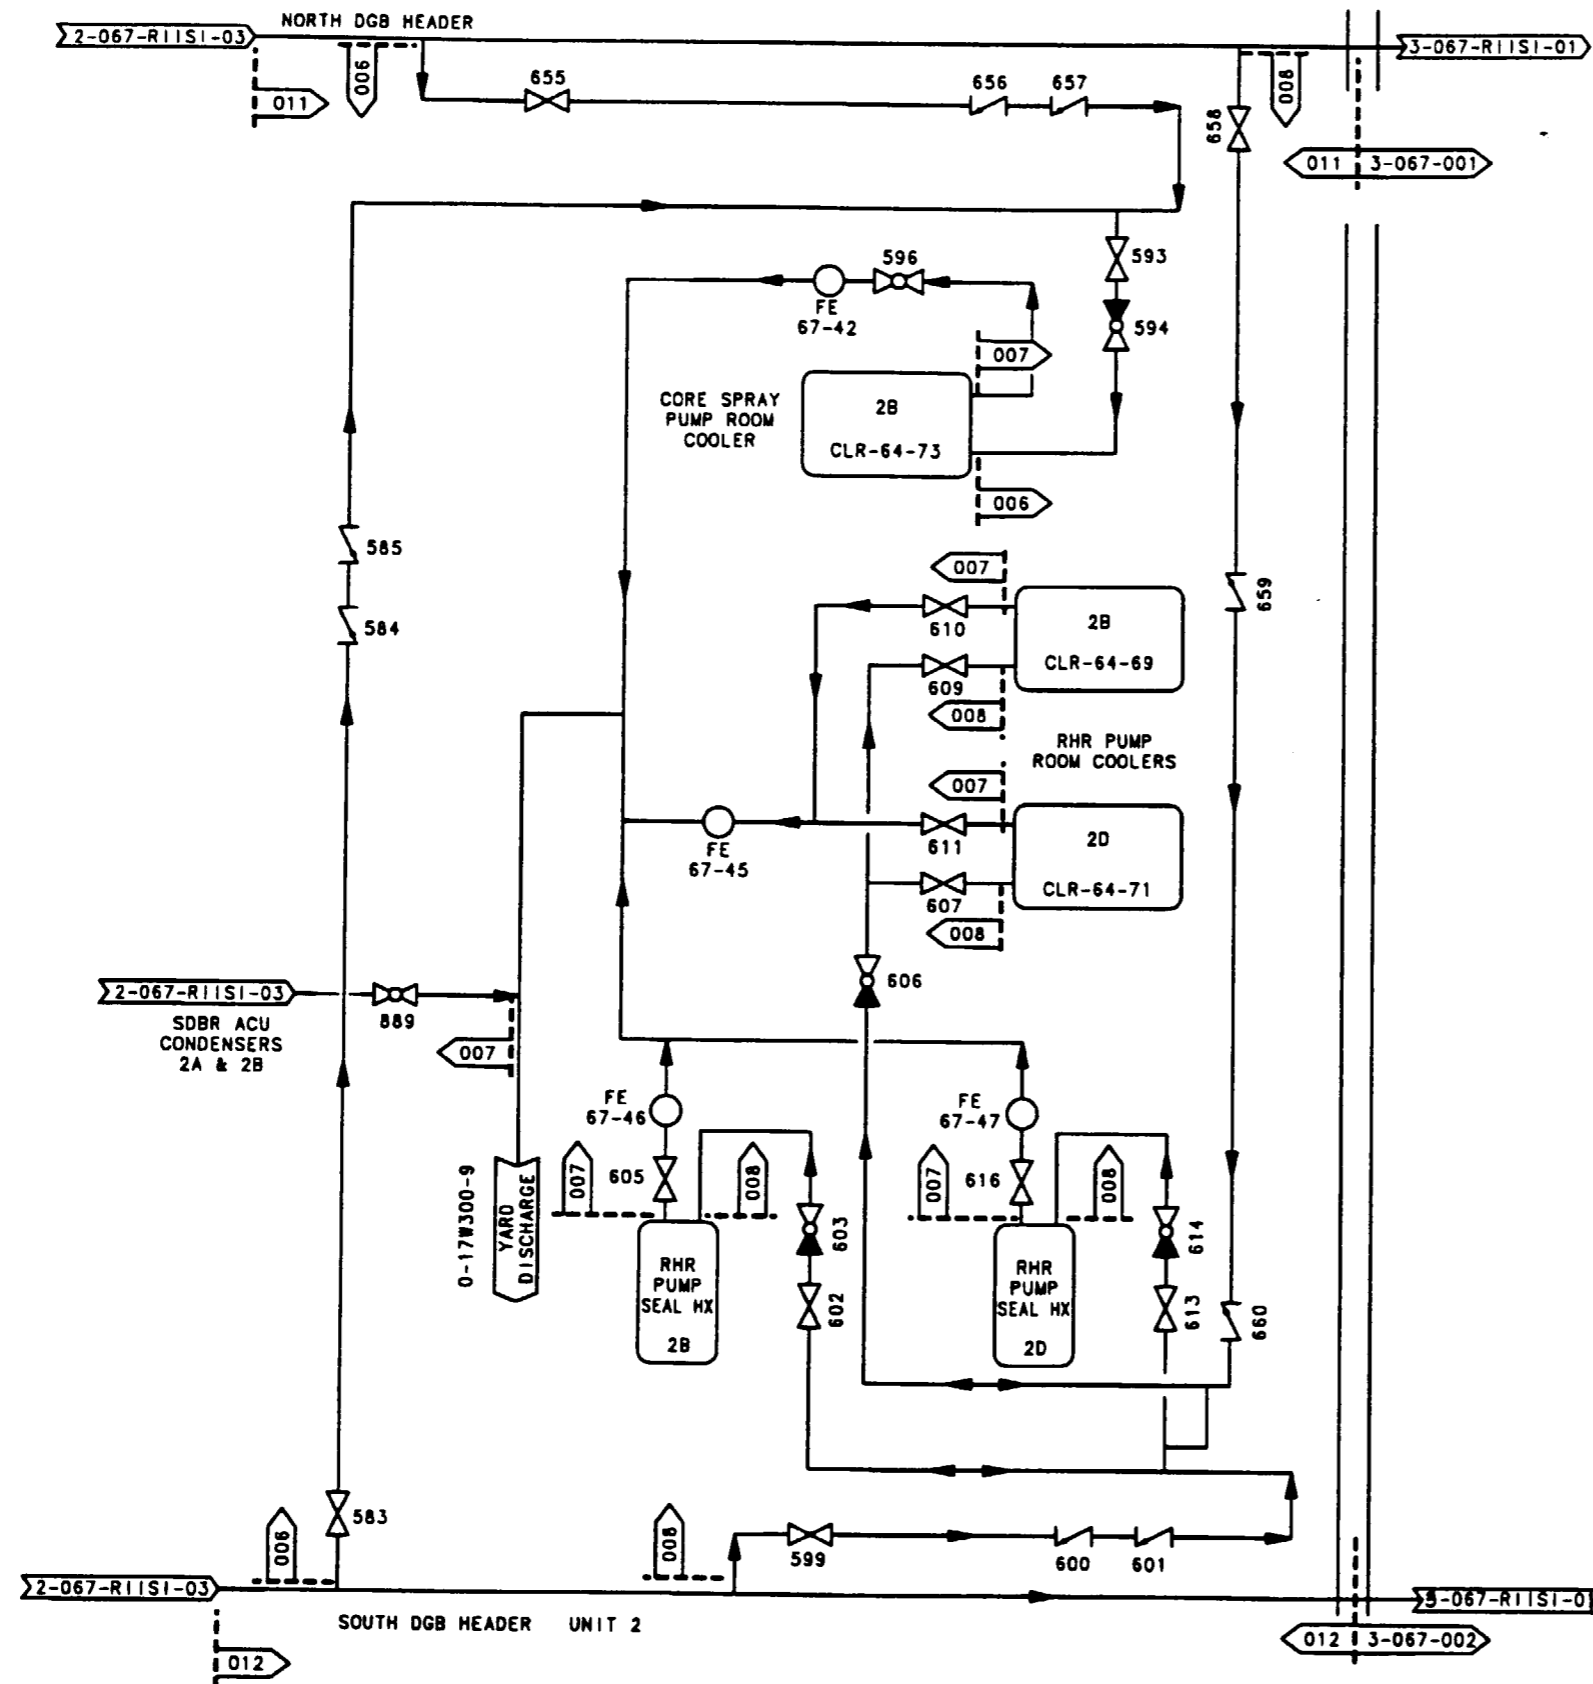 NORTH DGB HEADER
2-067-RIISI-03
3-067-RIISI-01
011
006
655
656
657
658
008
011
3-067-001
596
593
FE
67-42
594
007
CORE SPRAY
PUMP ROOM
COOLER
2B
CLR-64-73
006
585
584
007
610
2B
CLR-64-69
609
008
659
RHR PUMP
ROOM COOLERS
007
FE
67-45
611
2D
CLR-64-71
607
008
606
2-067-RIISI-03
889
SDBR ACU
CONDENSERS
2A & 2B
007
FE
67-46
FE
67-47
0-17W300-9
YARD
DISCHARGE
007
605
008
603
007
616
008
614
RHR
PUMP
SEAL HX
2B
602
RHR
PUMP
SEAL HX
2D
613
660
583
006
008
599
600
601
2-067-RIISI-03
SOUTH DGB HEADER UNIT 2
012
012
3-067-002